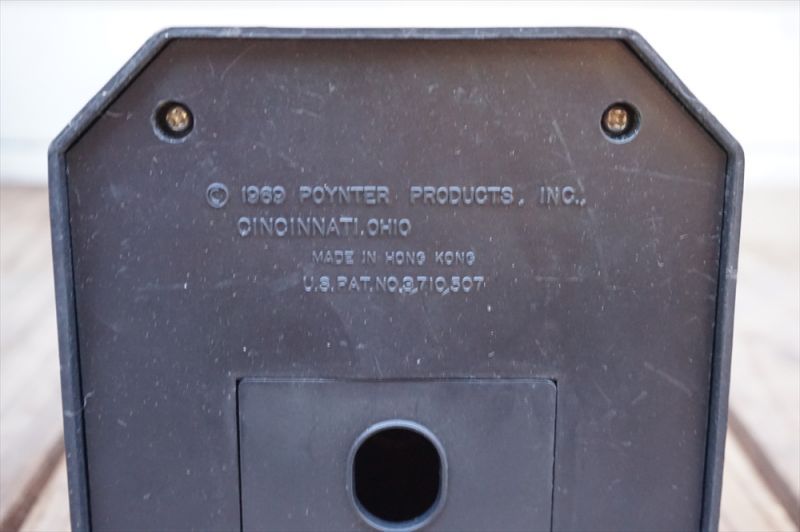 © 1969 POYNTER PRODUCTS, INC.,
CINCINNATI, OHIO
MADE IN HONG KONG
U.S. PAT. NO. 3,710,507